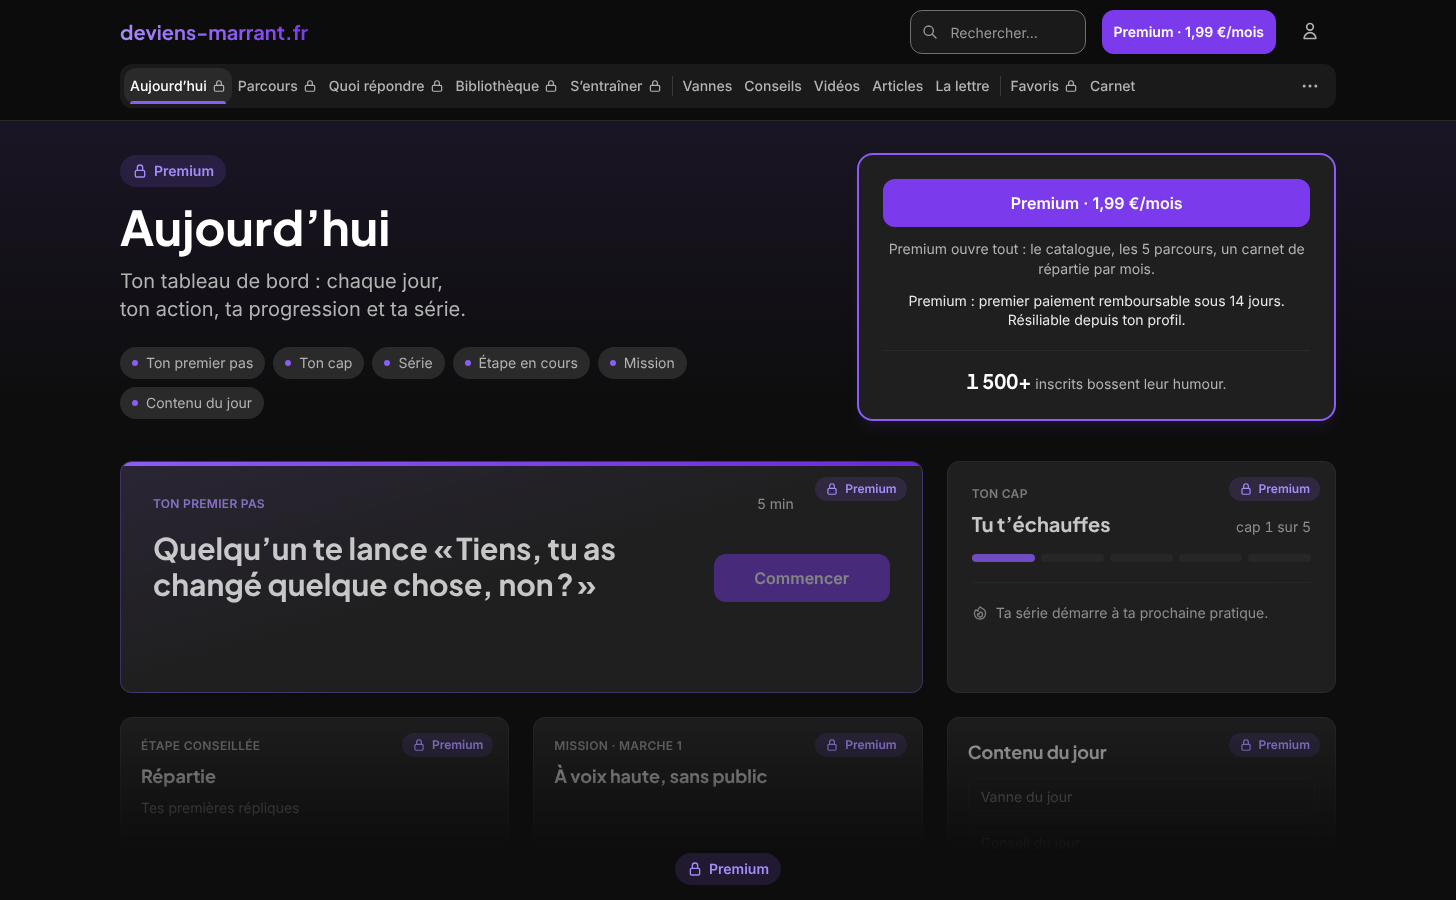 deviens-marrant.fr
Rechercher...
Premium · 1,99 €/mois
Aujourd’hui
Parcours
Quoi répondre
Bibliothèque
S’entraîner
Vannes
Conseils
Vidéos
Articles
La lettre
Favoris
Carnet
Premium
Aujourd’hui
Ton tableau de bord : chaque jour,
ton action, ta progression et ta série.
Ton premier pas
Ton cap
Série
Étape en cours
Mission
Contenu du jour
Premium · 1,99 €/mois
Premium ouvre tout : le catalogue, les 5 parcours, un carnet de
répartie par mois.
Premium : premier paiement remboursable sous 14 jours.
Résiliable depuis ton profil.
1 500+ inscrits bossent leur humour.
TON PREMIER PAS
5 min
Premium
Quelqu’un te lance « Tiens, tu as
changé quelque chose, non ? »
Commencer
TON CAP
Premium
Tu t’échauffes
cap 1 sur 5
Ta série démarre à ta prochaine pratique.
ÉTAPE CONSEILLÉE
Premium
Répartie
Tes premières répliques
MISSION · MARCHE 1
Premium
À voix haute, sans public
Contenu du jour
Premium
Vanne du jour
Conseil du jour
Premium